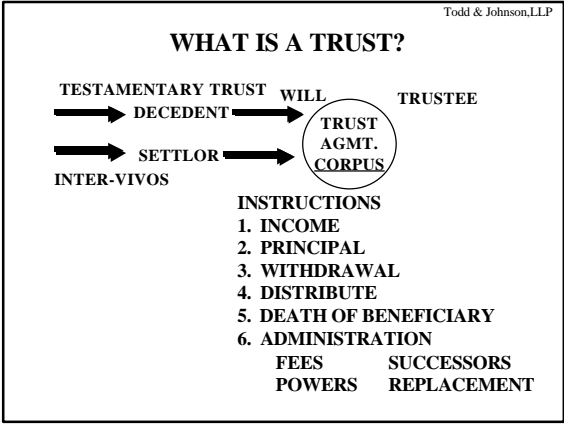 Todd & Johnson,LLP
WHAT IS A TRUST?
TESTAMENTARY TRUST WILL TRUSTEE
DECEDENT
TRUST
AGMT.
SETTLOR CORPUS
INTER-VIVOS
INSTRUCTIONS
1. INCOME
2. PRINCIPAL
3. WITHDRAWAL
4. DISTRIBUTE
5. DEATH OF BENEFICIARY
6. ADMINISTRATION
FEES SUCCESSORS
POWERS REPLACEMENT